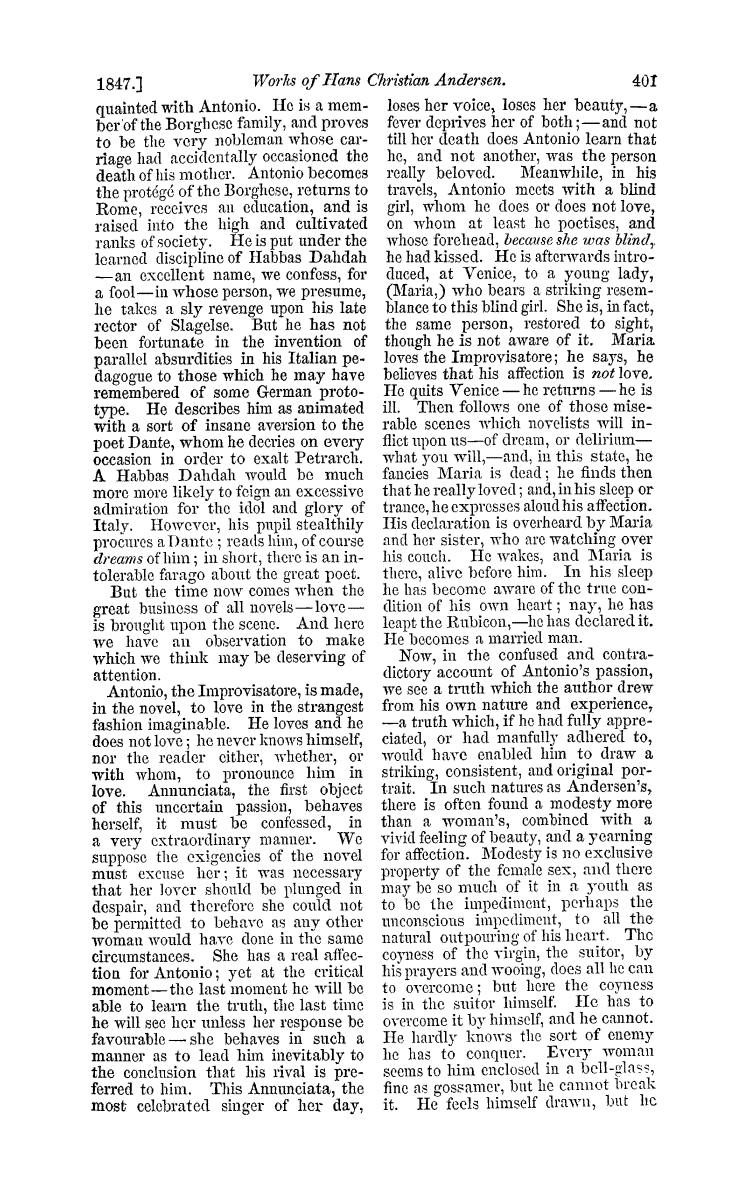 1847.] Works of Hans Christian Andersen. 401
quainted with Antonio. He is a mem-
ber of the Borghese family, and proves
to be the very nobleman whose car-
riage had accidentally occasioned the
death of his mother. Antonio becomes
the protégé of the Borghese, returns to
Rome, receives an education, and is
raised into the high and cultivated
ranks of society. He is put under the
learned discipline of Habbas Dahdah
—an excellent name, we confess, for
a fool—in whose person, we presume,
he takes a sly revenge upon his late
rector of Slagelse. But he has not
been fortunate in the invention of
parallel absurdities in his Italian pe-
dagogue to those which he may have
remembered of some German proto-
type. He describes him as animated
with a sort of insane aversion to the
poet Dante, whom he decries on every
occasion in order to exalt Petrarch.
A Habbas Dahdah would be much
more more likely to feign an excessive
admiration for the idol and glory of
Italy. However, his pupil stealthily
procures a Dante; reads him, of course
dreams of him; in short, there is an in-
tolerable farago about the great poet.
But the time now comes when the
great business of all novels—love—
is brought upon the scene. And here
we have an observation to make
which we think may be deserving of
attention.
Antonio, the Improvisatore, is made,
in the novel, to love in the strangest
fashion imaginable. He loves and he
does not love; he never knows himself,
nor the reader either, whether, or
with whom, to pronounce him in
love. Annunciata, the first object
of this uncertain passion, behaves
herself, it must be confessed, in
a very extraordinary manner. We
suppose the exigencies of the novel
must excuse her; it was necessary
that her lover should be plunged in
despair, and therefore she could not
be permitted to behave as any other
woman would have done in the same
circumstances. She has a real affec-
tion for Antonio; yet at the critical
moment—the last moment he will be
able to learn the truth, the last time
he will see her unless her response be
favourable—she behaves in such a
manner as to lead him inevitably to
the conclusion that his rival is pre-
ferred to him. This Annunciata, the
most celebrated singer of her day,
loses her voice, loses her beauty,—a
fever deprives her of both;—and not
till her death does Antonio learn that
he, and not another, was the person
really beloved. Meanwhile, in his
travels, Antonio meets with a blind
girl, whom he does or does not love,
on whom at least he poetises, and
whose forehead, because she was blind,
he had kissed. He is afterwards intro-
duced, at Venice, to a young lady,
(Maria,) who bears a striking resem-
blance to this blind girl. She is, in fact,
the same person, restored to sight,
though he is not aware of it. Maria
loves the Improvisatore; he says, he
believes that his affection is not love.
He quits Venice—he returns—he is
ill. Then follows one of those mise-
rable scenes which novelists will in-
flict upon us—of dream, or delirium—
what you will,—and, in this state, he
fancies Maria is dead; he finds then
that he really loved; and, in his sleep or
trance, he expresses aloud his affection.
His declaration is overheard by Maria
and her sister, who are watching over
his couch. He wakes, and Maria is
there, alive before him. In his sleep
he has become aware of the true con-
dition of his own heart; nay, he has
leapt the Rubicon,—he has declared it.
He becomes a married man.
Now, in the confused and contra-
dictory account of Antonio's passion,
we see a truth which the author drew
from his own nature and experience,
—a truth which, if he had fully appre-
ciated, or had manfully adhered to,
would have enabled him to draw a
striking, consistent, and original por-
trait. In such natures as Andersen's,
there is often found a modesty more
than a woman's, combined with a
vivid feeling of beauty, and a yearning
for affection. Modesty is no exclusive
property of the female sex, and there
may be so much of it in a youth as
to be the impediment, perhaps the
unconscious impediment, to all the
natural outpouring of his heart. The
coyness of the virgin, the suitor, by
his prayers and wooing, does all he can
to overcome; but here the coyness
is in the suitor himself. He has to
overcome it by himself, and he cannot.
He hardly knows the sort of enemy
he has to conquer. Every woman
seems to him enclosed in a bell-glass,
fine as gossamer, but he cannot break
it. He feels himself drawn, but he